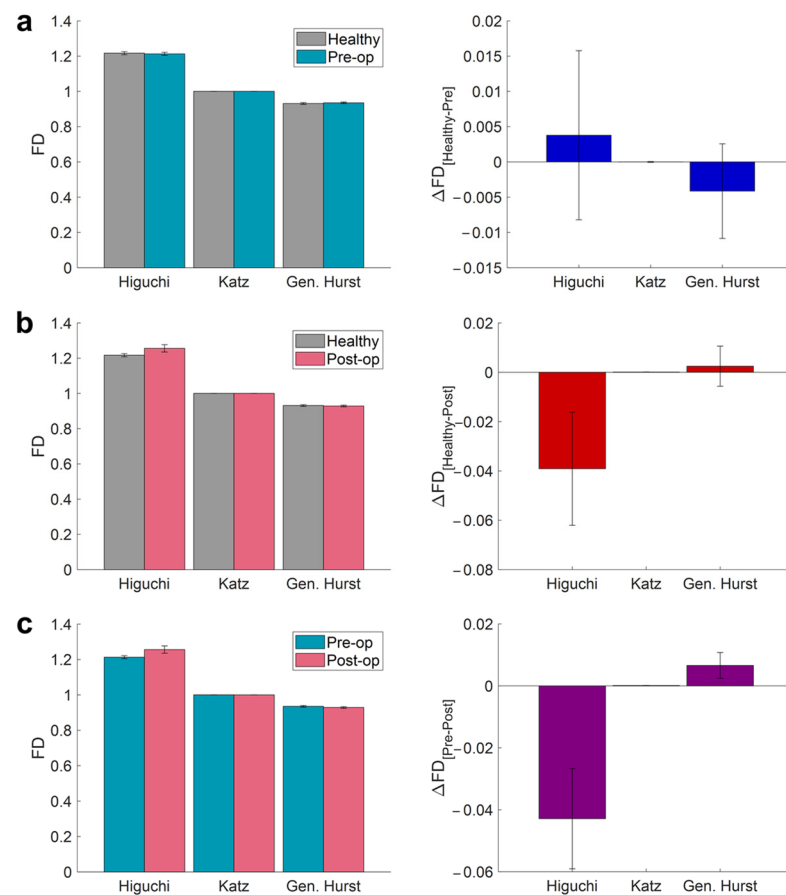 a
1.4
1.2
1
0.8
0.6
0.4
0.2
0
FD
Healthy
Pre-op
Higuchi Katz Gen. Hurst
0.02
0.015
0.01
0.005
0
−0.005
−0.01
−0.015
ΔFD[Healthy-Pre]
Higuchi Katz Gen. Hurst
b
1.4
1.2
1
0.8
0.6
0.4
0.2
0
FD
Healthy
Post-op
Higuchi Katz Gen. Hurst
0.02
0
−0.02
−0.04
−0.06
−0.08
ΔFD[Healthy-Post]
Higuchi Katz Gen. Hurst
c
1.4
1.2
1
0.8
0.6
0.4
0.2
0
FD
Pre-op
Post-op
Higuchi Katz Gen. Hurst
0.02
0
−0.02
−0.04
−0.06
ΔFD[Pre-Post]
Higuchi Katz Gen. Hurst